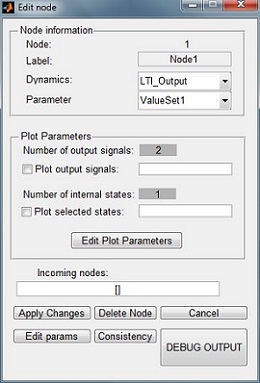 Edit node
Node information
Node: 1
Label: Node1
Dynamics: LTI_Output
Parameter ValueSet1
Plot Parameters
Number of output signals: 2
Plot output signals:
Number of internal states: 1
Plot selected states:
Edit Plot Parameters
Incoming nodes:
[]
Apply Changes Delete Node Cancel
Edit params Consistency DEBUG OUTPUT